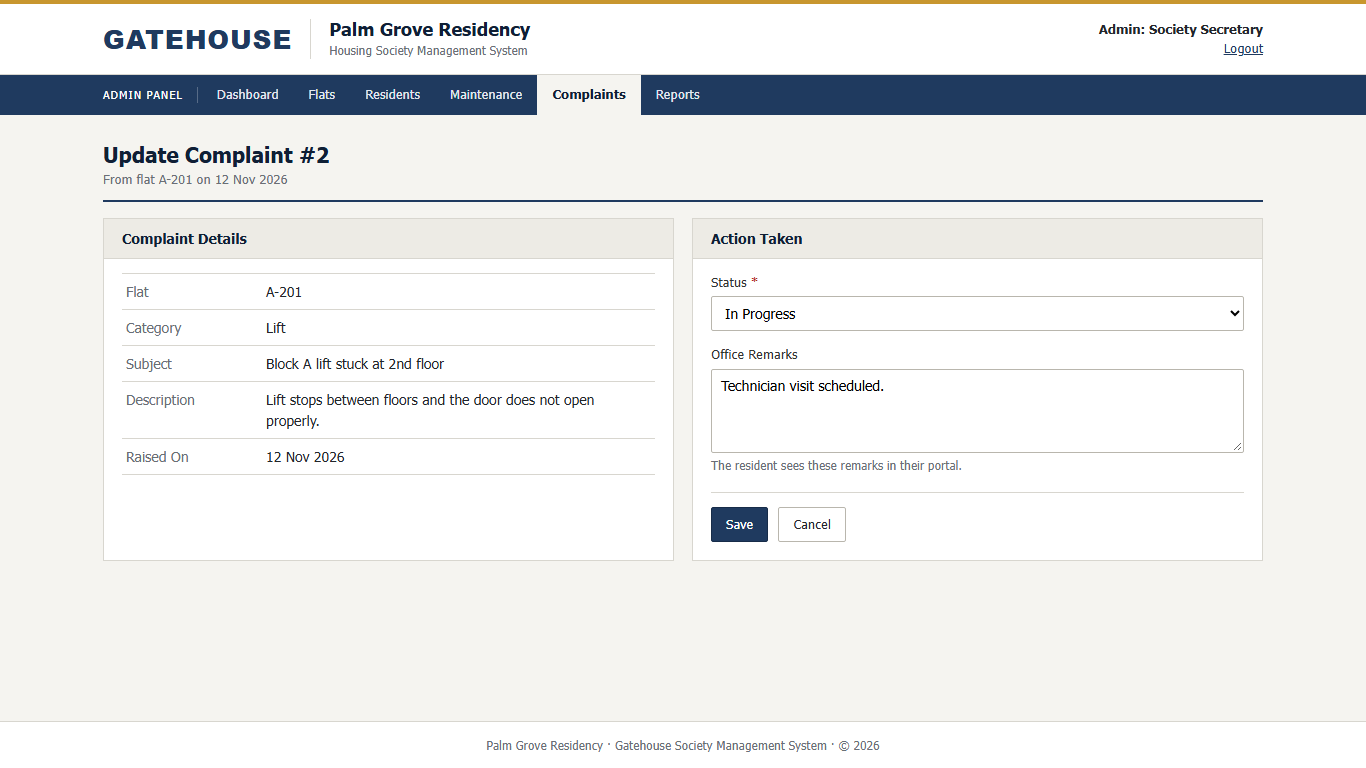 GATEHOUSE
Palm Grove Residency
Housing Society Management System
Admin: Society Secretary
Logout
ADMIN PANEL
Dashboard
Flats
Residents
Maintenance
Complaints
Reports
Update Complaint #2
From flat A-201 on 12 Nov 2026
Complaint Details
Flat A-201
Category Lift
Subject Block A lift stuck at 2nd floor
Description Lift stops between floors and the door does not open
properly.
Raised On 12 Nov 2026
Action Taken
Status *
In Progress
Office Remarks
Technician visit scheduled.
The resident sees these remarks in their portal.
Save
Cancel
Palm Grove Residency · Gatehouse Society Management System · © 2026